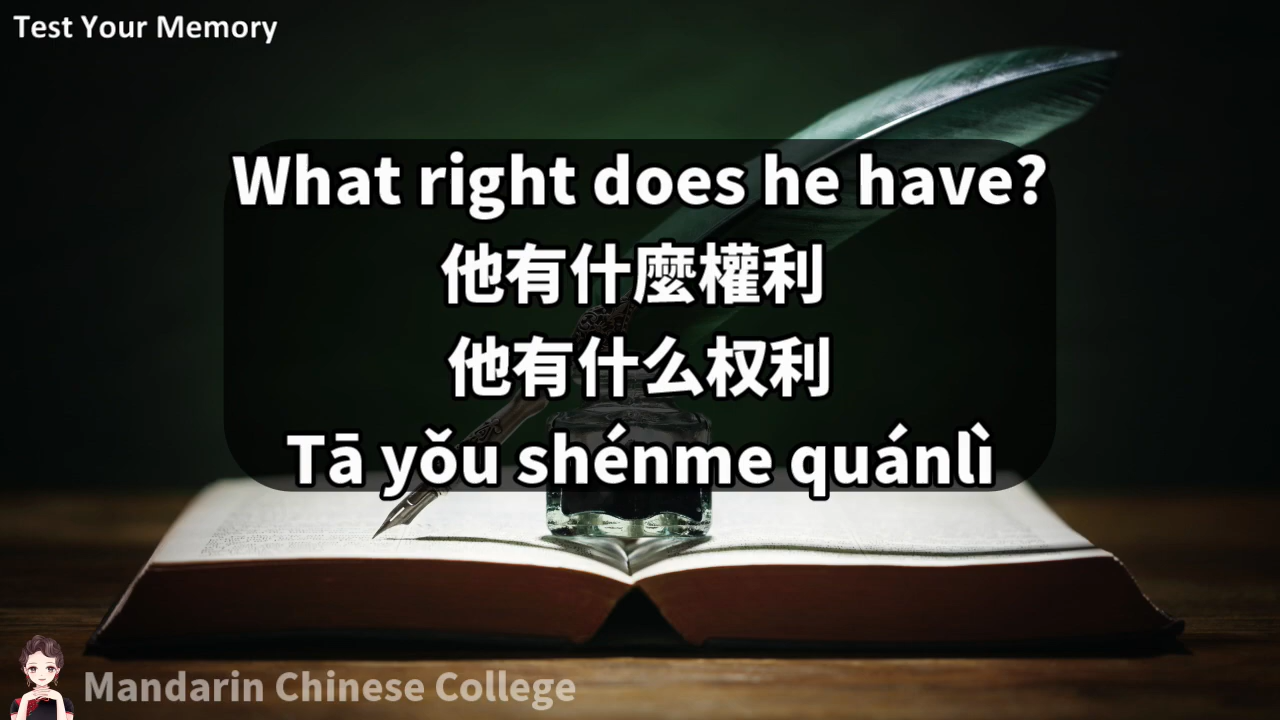 Test Your Memory
What right does he have?
他有什麼權利
他有什么权利
Tā yǒu shénme quánlì
Mandarin Chinese College